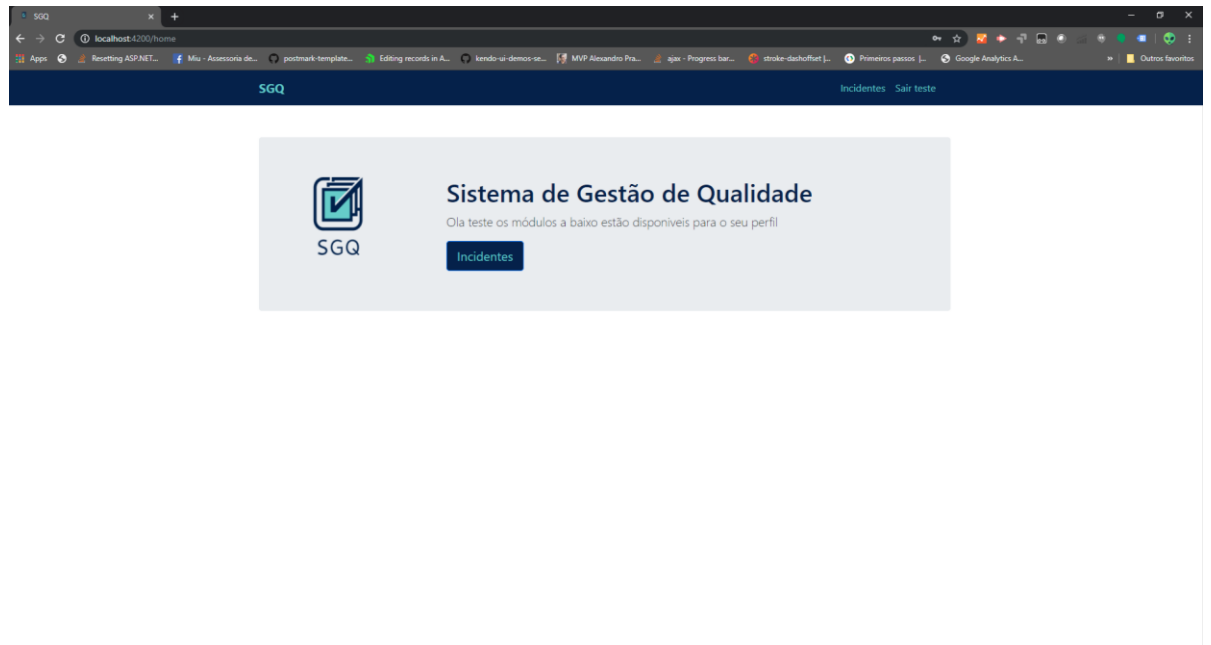 SGQ
localhost:4200/home
Apps
Resetting ASP.NET...
Miu - Assessoria de...
postmark-template...
Editing records in A...
kendo-ui-demos-se...
MVP Alexandro Pra...
ajax - Progress bar...
stroke-dashoffset |...
Primeiros passos |...
Google Analytics A...
»
Outros favoritos
SGQ
Incidentes
Sair teste
SGQ
Sistema de Gestão de Qualidade
Ola teste os módulos a baixo estão disponiveis para o seu perfil
Incidentes